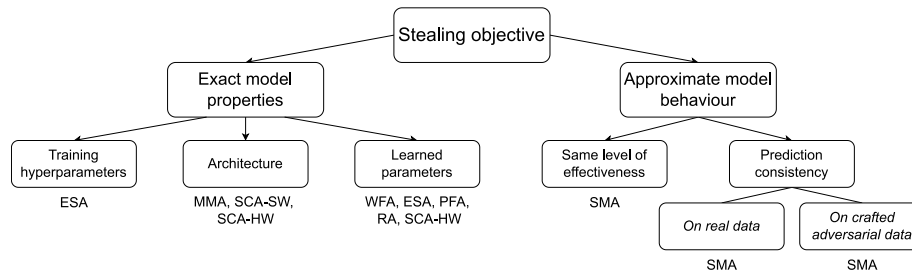 Stealing objective
Exact model
properties
Approximate model
behaviour
Training
hyperparameters
Architecture
Learned
parameters
Same level of
effectiveness
Prediction
consistency
ESA
MMA, SCA-SW,
SCA-HW
WFA, ESA, PFA,
RA, SCA-HW
SMA
On real data
On crafted
adversarial data
SMA
SMA